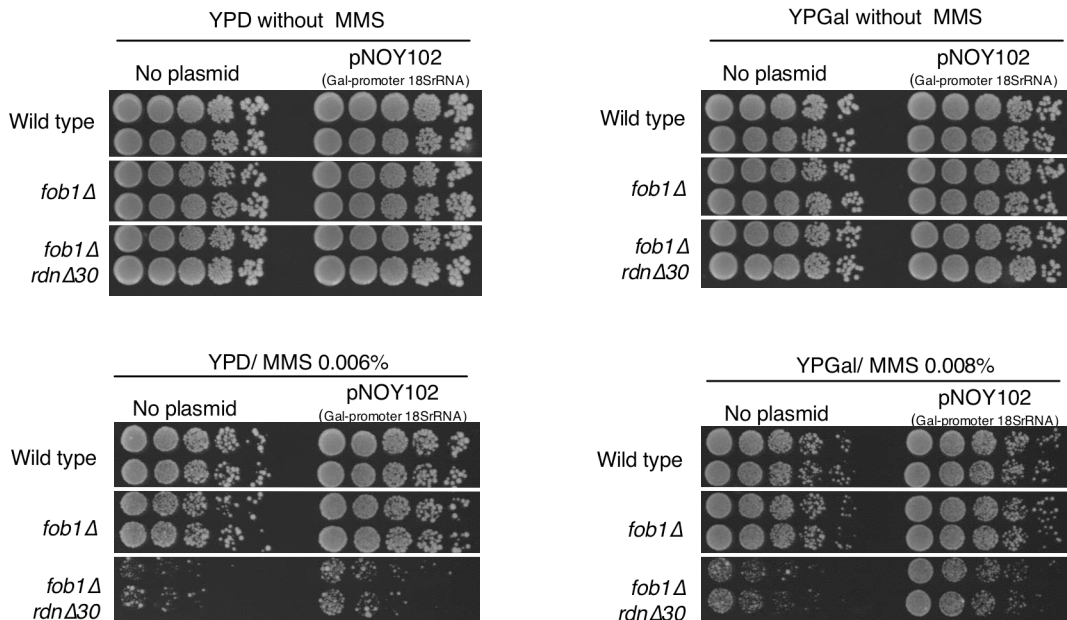 YPD without MMS
No plasmid
pNOY102
(Gal-promoter 18SrRNA)
Wild type
fob1Δ
fob1Δ
rdnΔ30
YPGal without MMS
No plasmid
pNOY102
(Gal-promoter 18SrRNA)
Wild type
fob1Δ
fob1Δ
rdnΔ30
YPD/ MMS 0.006%
No plasmid
pNOY102
(Gal-promoter 18SrRNA)
Wild type
fob1Δ
fob1Δ
rdnΔ30
YPGal/ MMS 0.008%
No plasmid
pNOY102
(Gal-promoter 18SrRNA)
Wild type
fob1Δ
fob1Δ
rdnΔ30